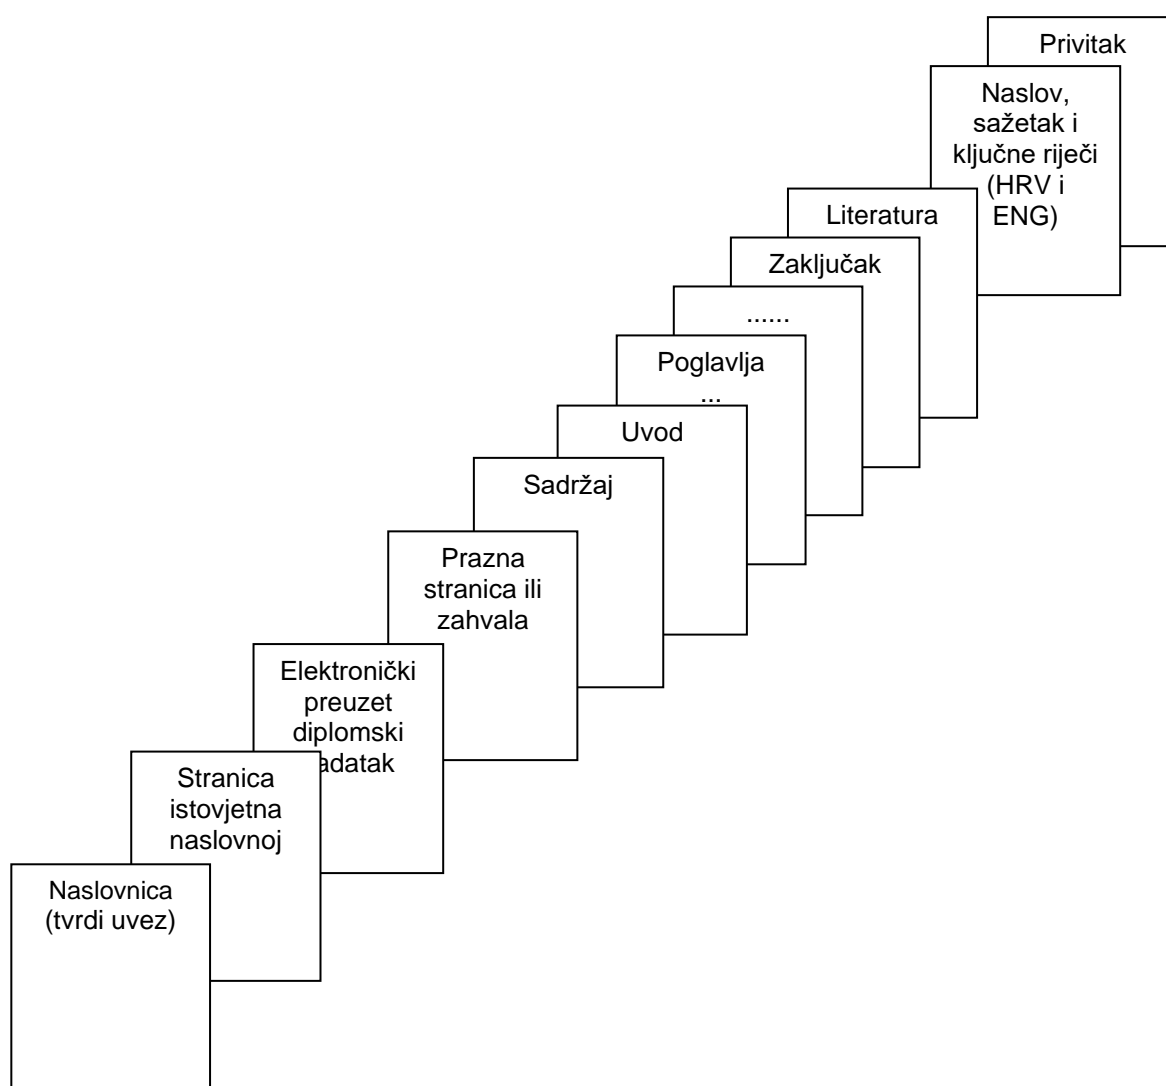 Privitak
Naslov,
sažetak i
ključne riječi
(HRV i
ENG)
Literatura
Zaključak
......
Poglavlja
...
Uvod
Sadržaj
Prazna
stranica ili
zahvala
Elektronički
preuzet
diplomski
adatak
Stranica
istovjetna
naslovnoj
Naslovnica
(tvrdi uvez)